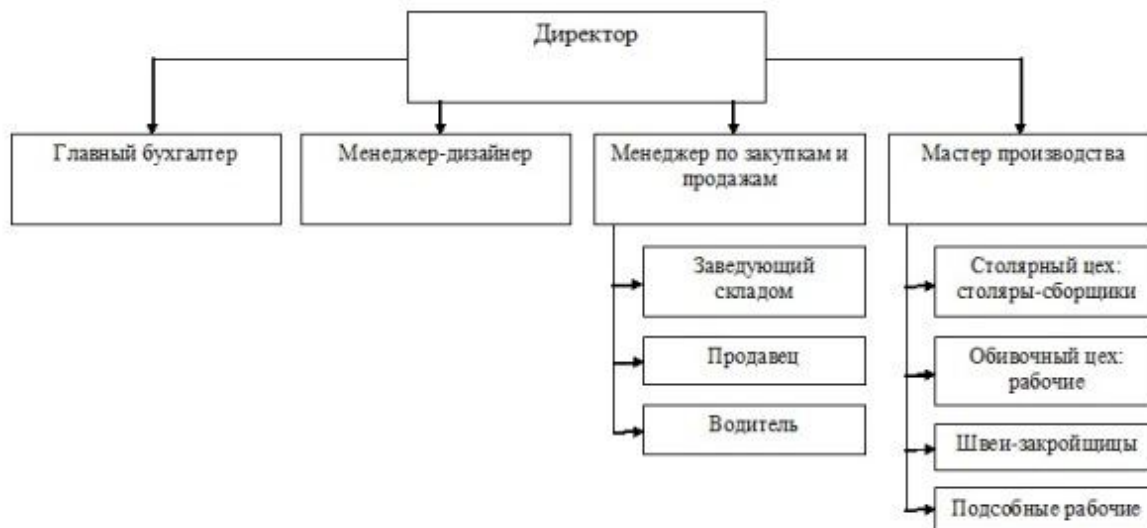 Директор
Главный бухгалтер
Менеджер-дизайнер
Менеджер по закупкам и
продажам
Мастер производства
Заведующий
складом
Продавец
Водитель
Столярный цех:
столяры-сборщики
Обивочный цех:
рабочие
Швеи-закройщицы
Подсобные рабочие